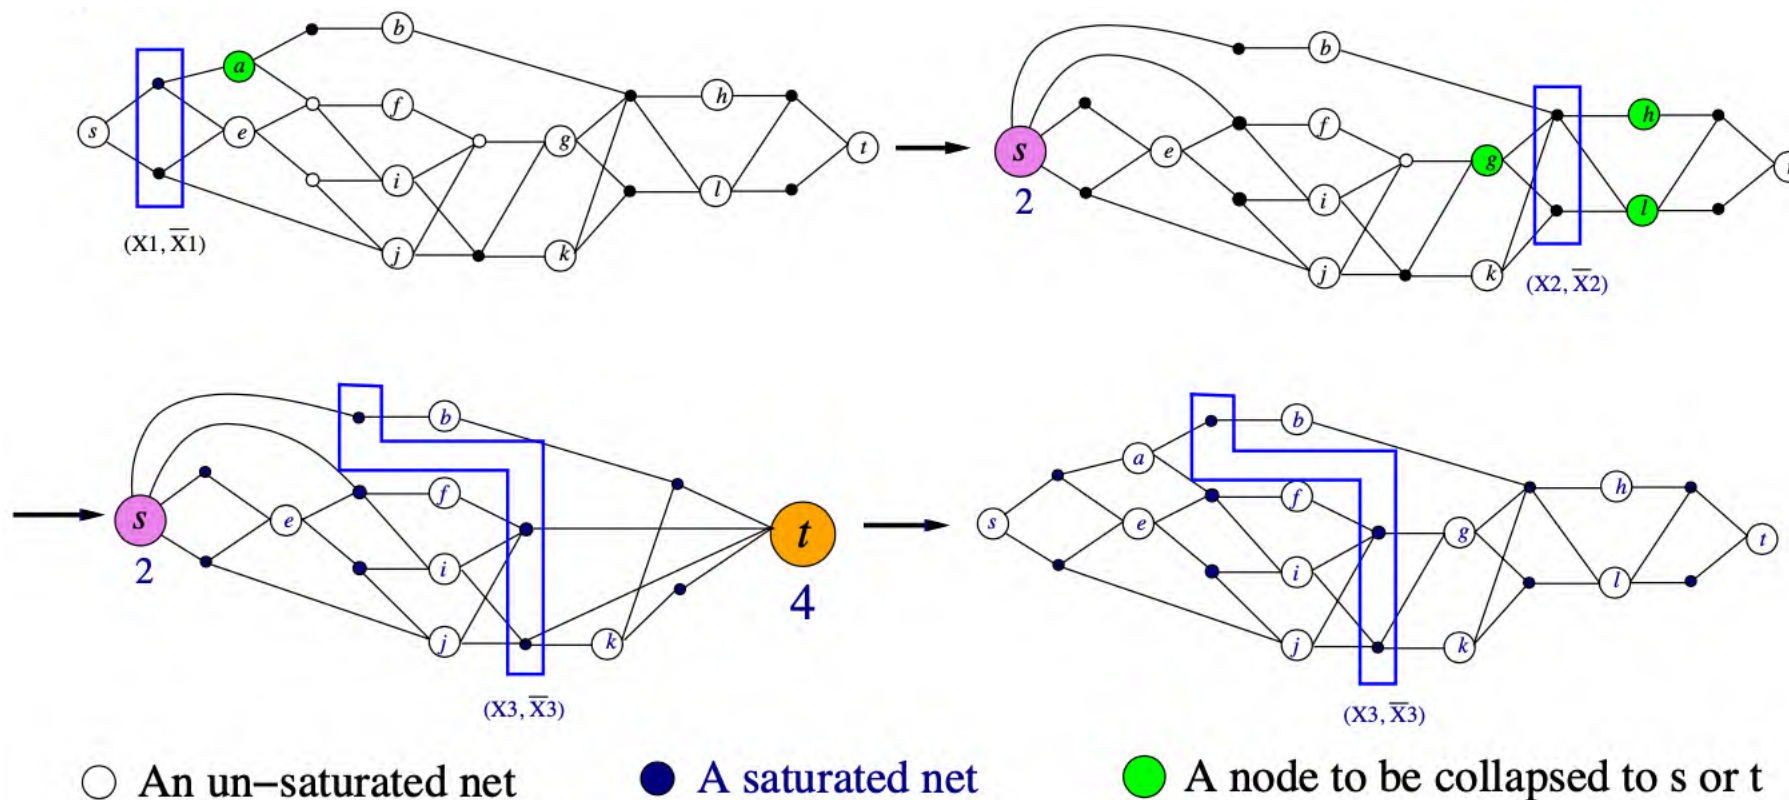 b
a
f
h
s
e
g
t
i
l
j
k
(X1, X̅1)
b
f
h
s
e
g
2
i
l
j
k
(X2, X̅2)
b
f
s
e
t
2
i
4
j
k
(X3, X̅3)
b
a
f
h
s
e
g
t
i
l
j
k
(X3, X̅3)
An un−saturated net
A saturated net
A node to be collapsed to s or t